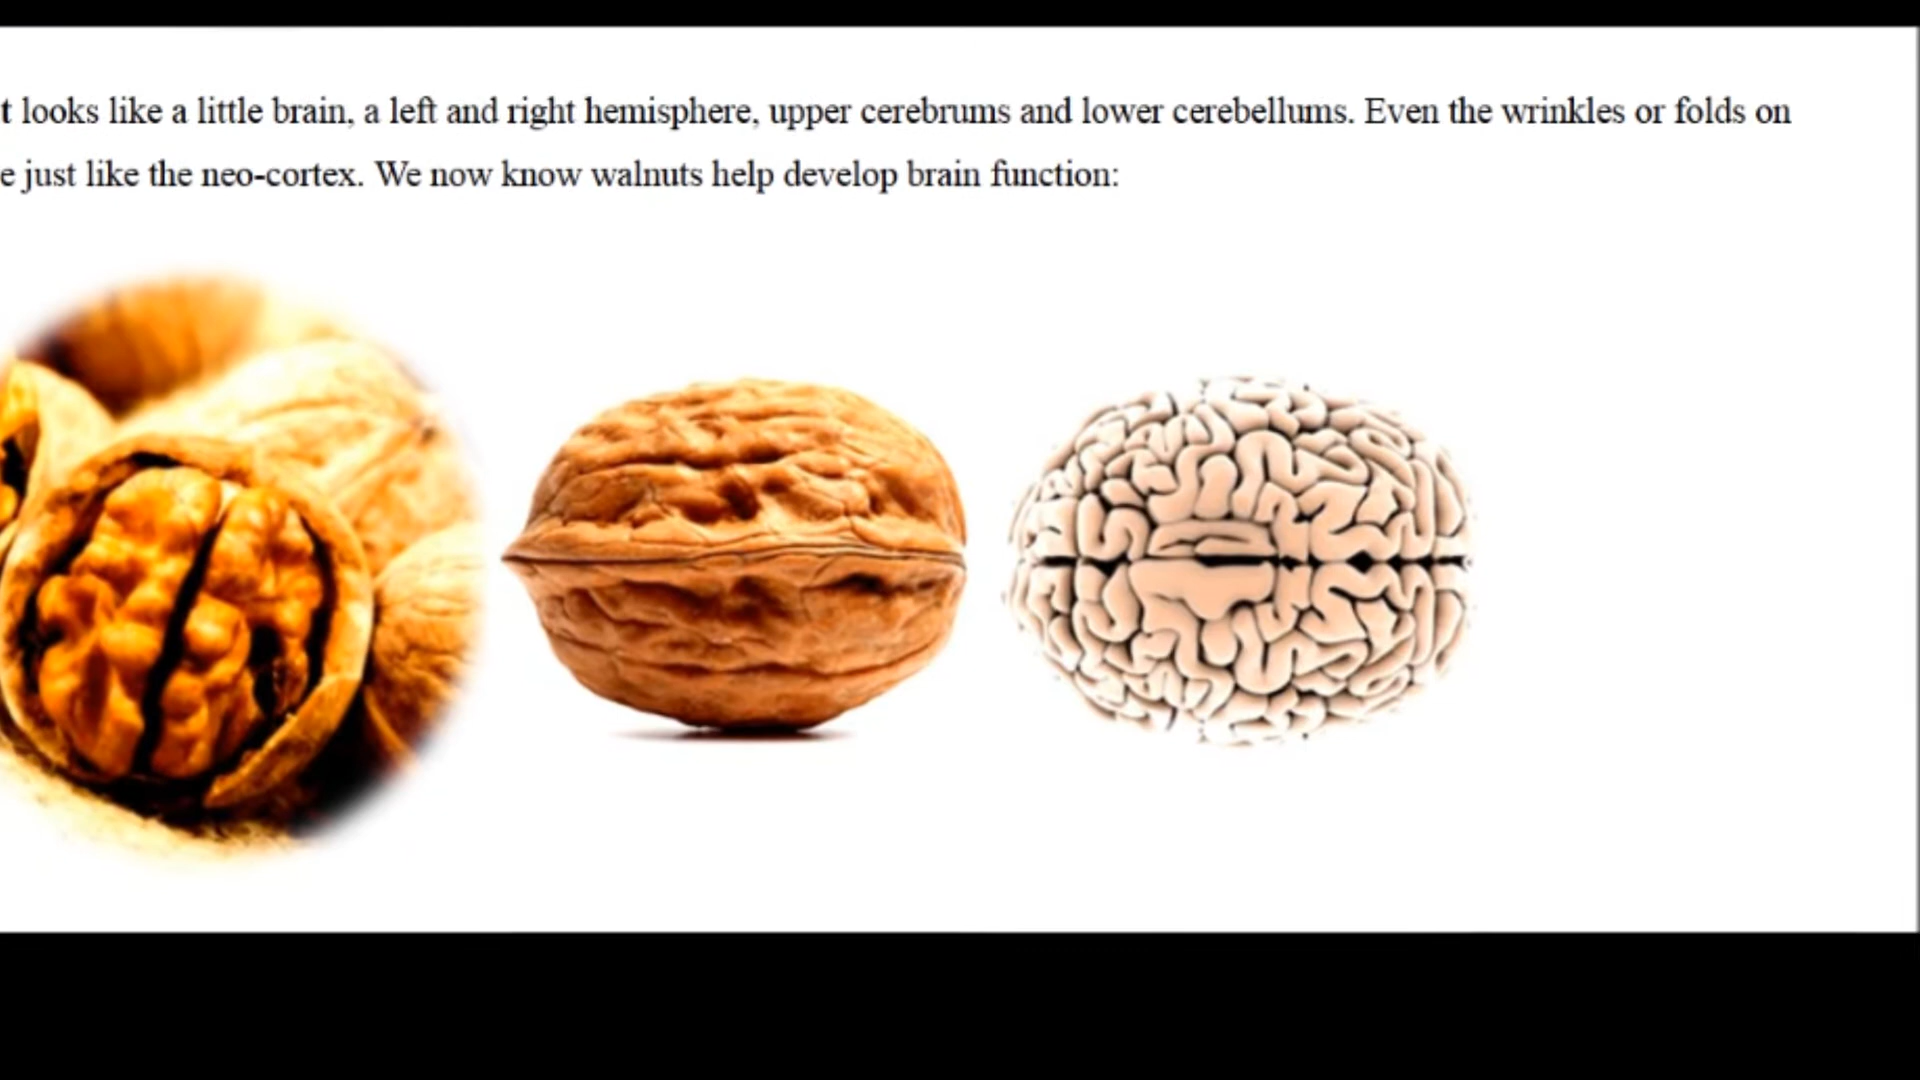 t looks like a little brain, a left and right hemisphere, upper cerebrums and lower cerebellums. Even the wrinkles or folds on
e just like the neo-cortex. We now know walnuts help develop brain function: